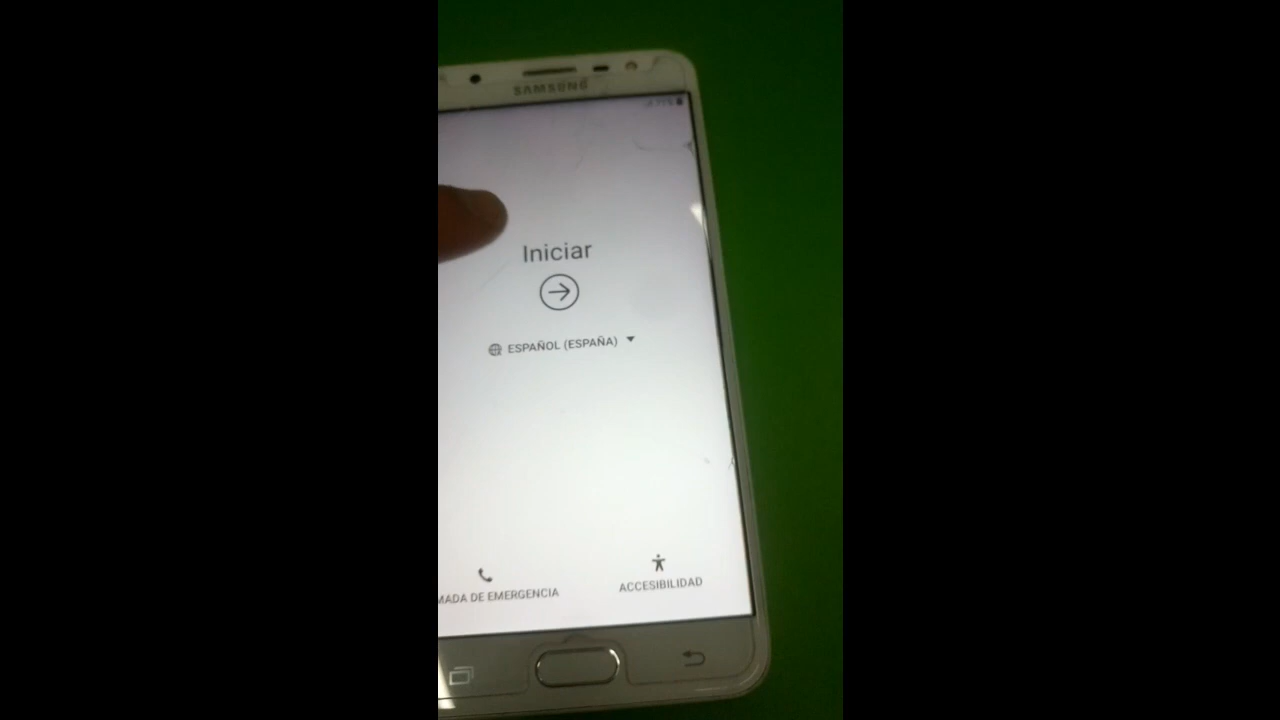 SAMSUNG
Iniciar
ESPAÑOL (ESPAÑA)
MADA DE EMERGENCIA
ACCESIBILIDAD